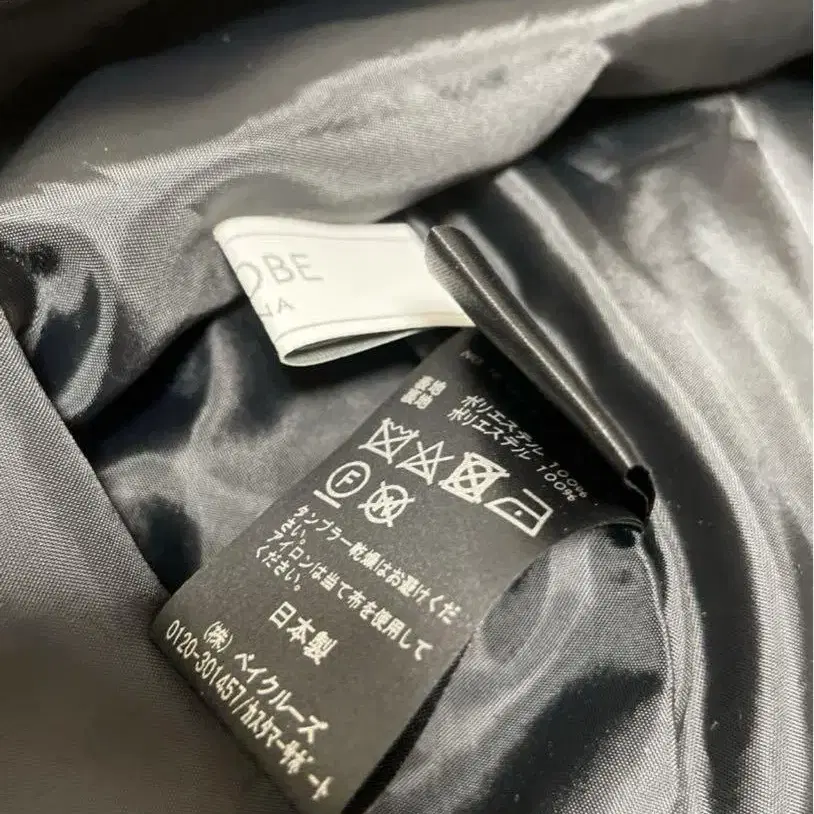 OBE
NA
No
表地 ポリエステル 100%
裏地 ポリエステル 100%
F
タンブラー乾燥はお避けくだ
さい。
アイロンは当て布を使用して
ください。
日本製
(株) ベイクルーズ
0120-301457/カスタマーサポート